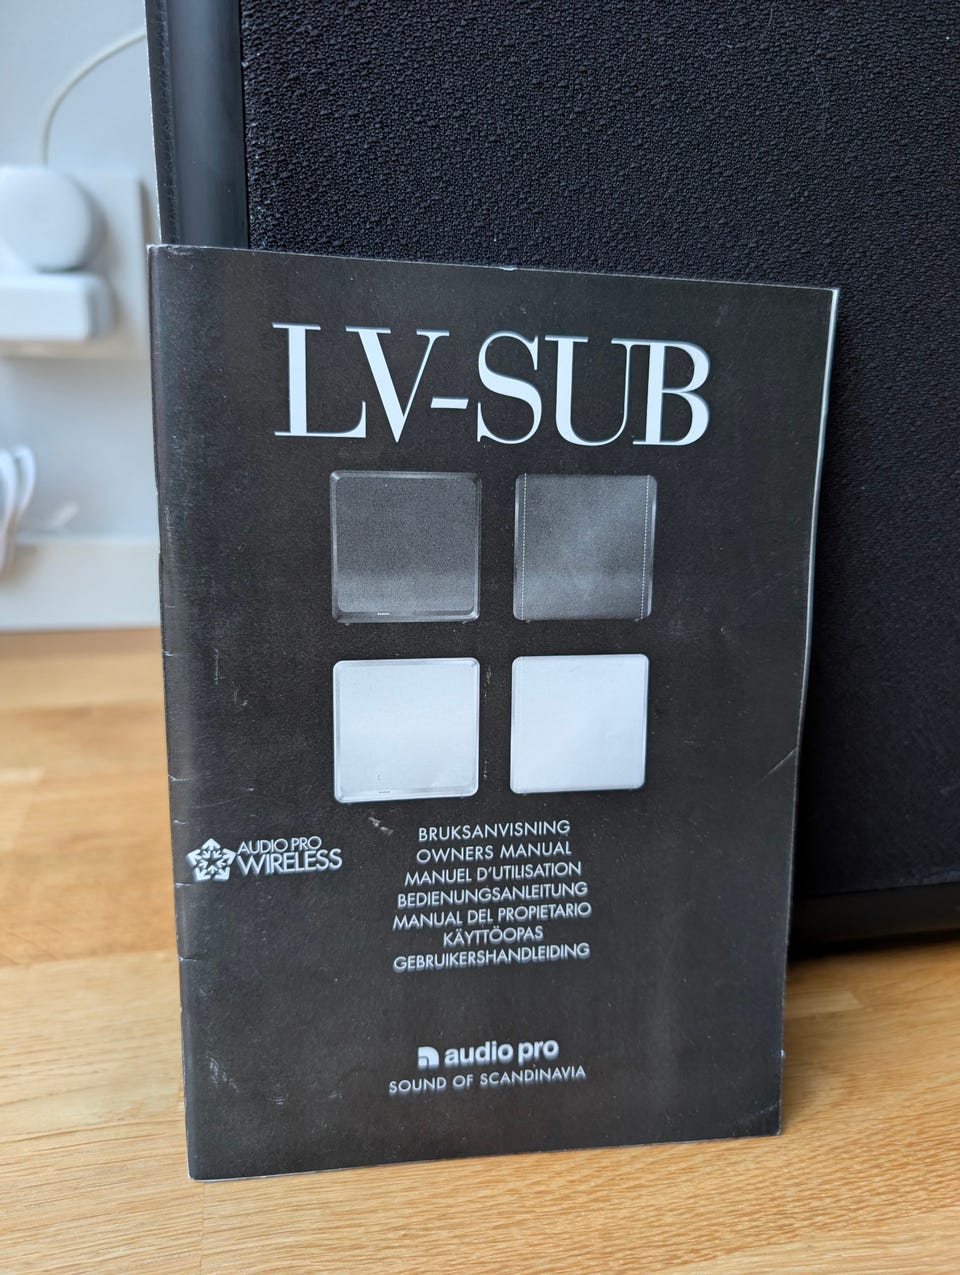 LV-SUB
AUDIO PRO
WIRELESS
BRUKSANVISNING
OWNERS MANUAL
MANUEL D'UTILISATION
BEDIENUNGSANLEITUNG
MANUAL DEL PROPIETARIO
KÄYTTÖOPAS
GEBRUIKERSHANDLEIDING
audio pro
SOUND OF SCANDINAVIA